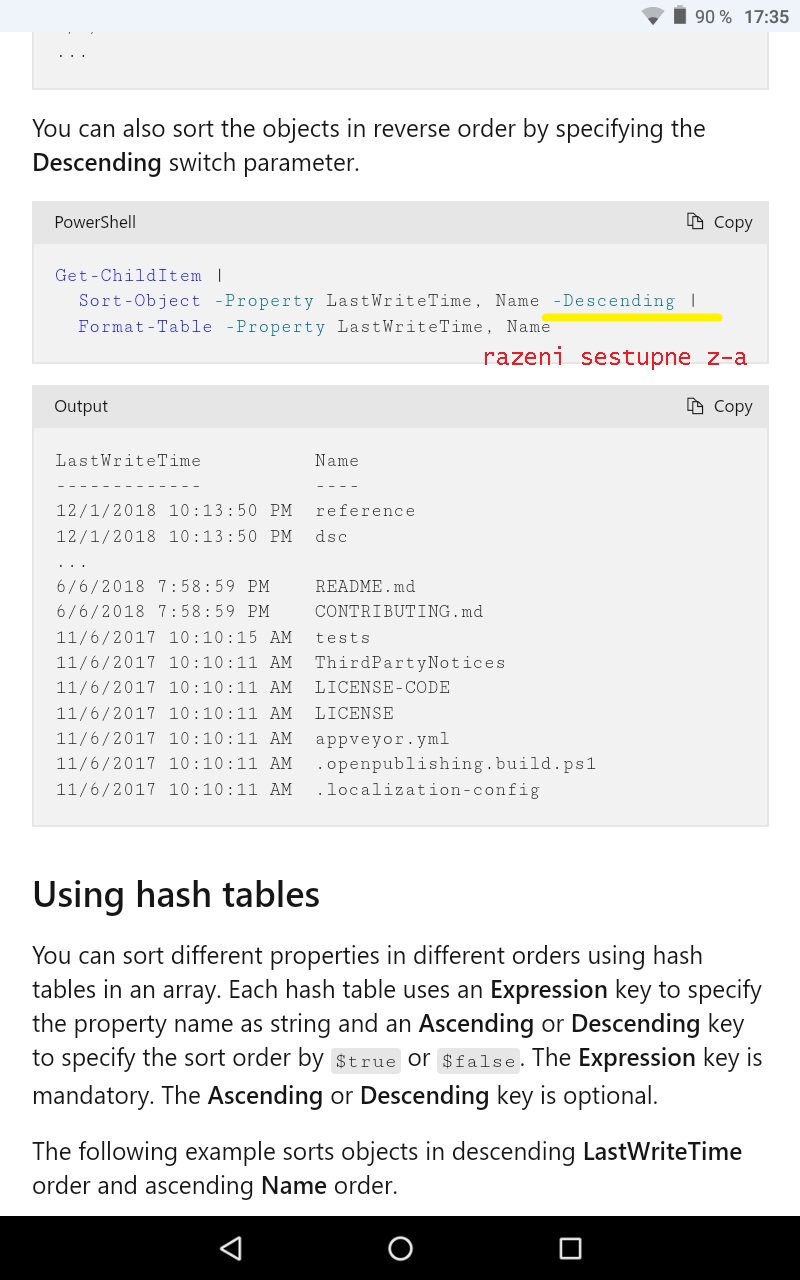 90 % 17:35
...
You can also sort the objects in reverse order by specifying the
Descending switch parameter.
PowerShell Copy
Get-ChildItem |
Sort-Object -Property LastWriteTime, Name -Descending |
Format-Table -Property LastWriteTime, Name
razeni sestupne z-a
Output Copy
LastWriteTime Name
------------- ----
12/1/2018 10:13:50 PM reference
12/1/2018 10:13:50 PM dsc
...
6/6/2018 7:58:59 PM README.md
6/6/2018 7:58:59 PM CONTRIBUTING.md
11/6/2017 10:10:15 AM tests
11/6/2017 10:10:11 AM ThirdPartyNotices
11/6/2017 10:10:11 AM LICENSE-CODE
11/6/2017 10:10:11 AM LICENSE
11/6/2017 10:10:11 AM appveyor.yml
11/6/2017 10:10:11 AM .openpublishing.build.ps1
11/6/2017 10:10:11 AM .localization-config
Using hash tables
You can sort different properties in different orders using hash
tables in an array. Each hash table uses an Expression key to specify
the property name as string and an Ascending or Descending key
to specify the sort order by $true or $false. The Expression key is
mandatory. The Ascending or Descending key is optional.
The following example sorts objects in descending LastWriteTime
order and ascending Name order.